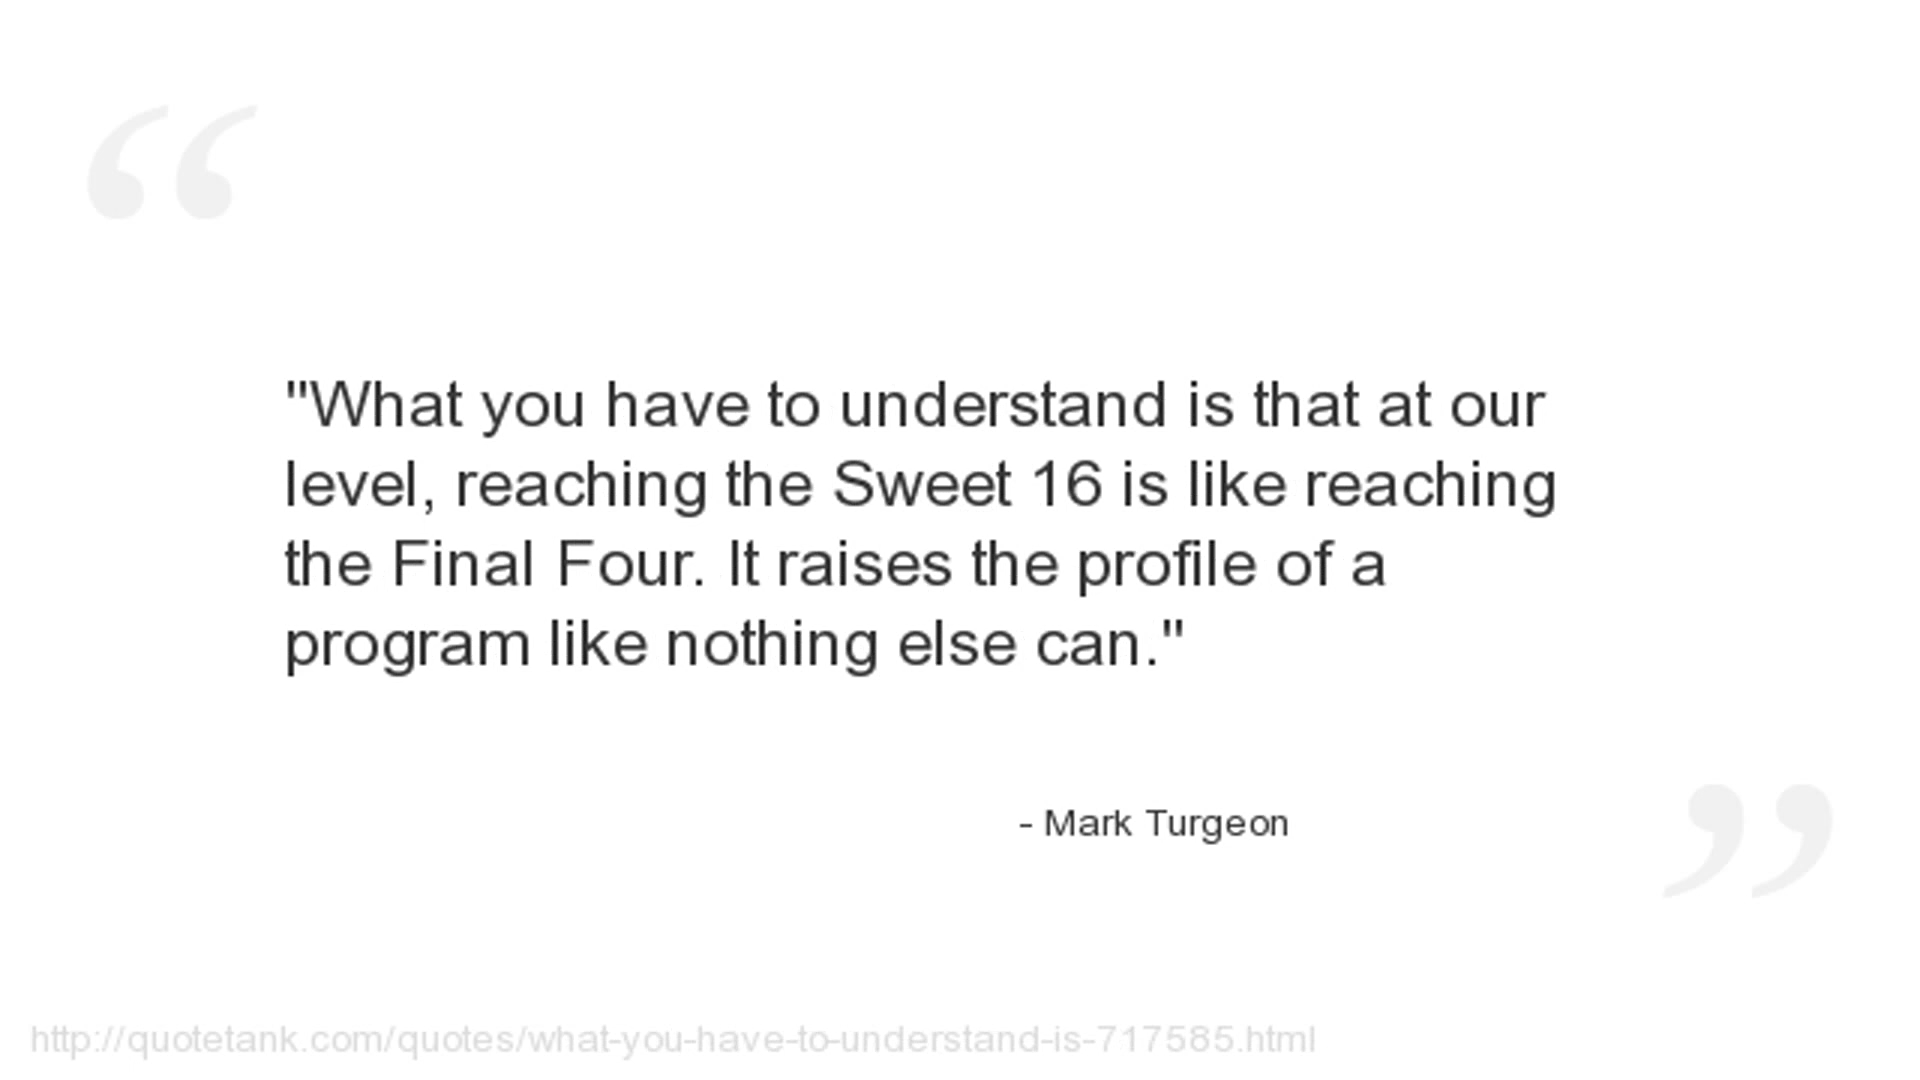 "What you have to understand is that at our
level, reaching the Sweet 16 is like reaching
the Final Four. It raises the profile of a
program like nothing else can."
- Mark Turgeon
http://quotetank.com/quotes/what-you-have-to-understand-is-717585.html